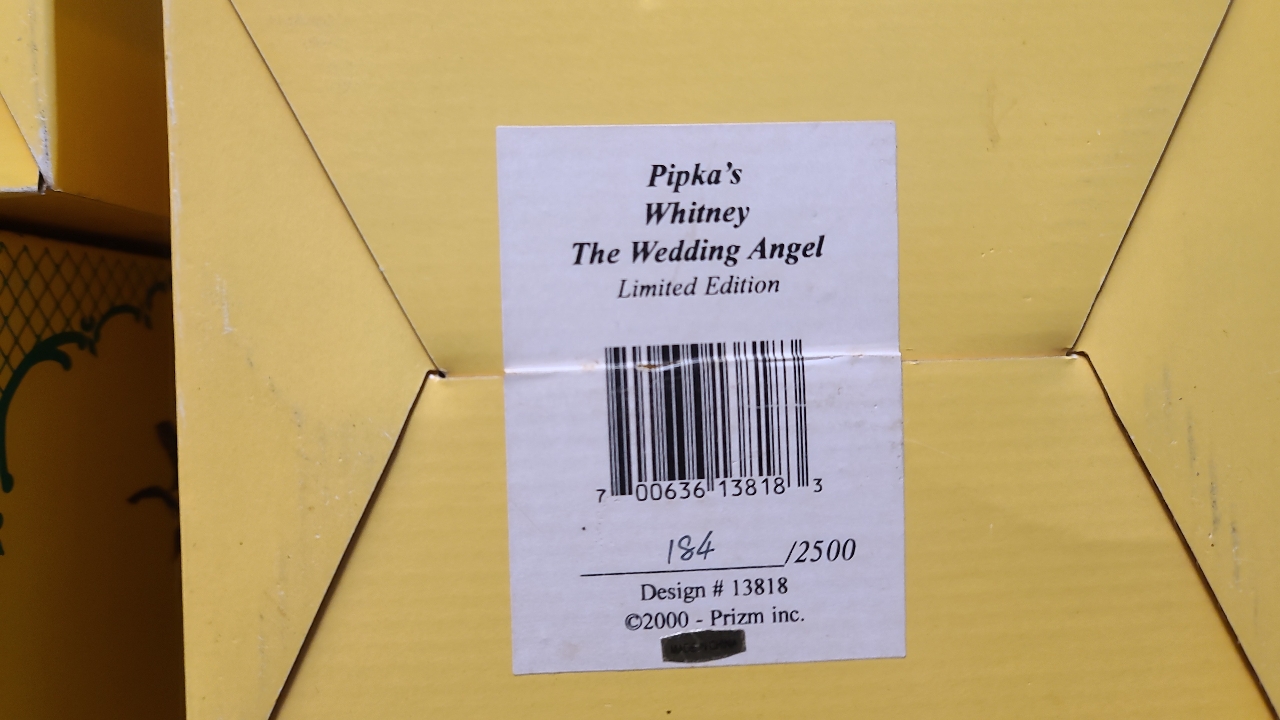 Pipka's
Whitney
The Wedding Angel
Limited Edition
7 00636 13818 3
184 /2500
Design # 13818
©2000 - Prizm inc.